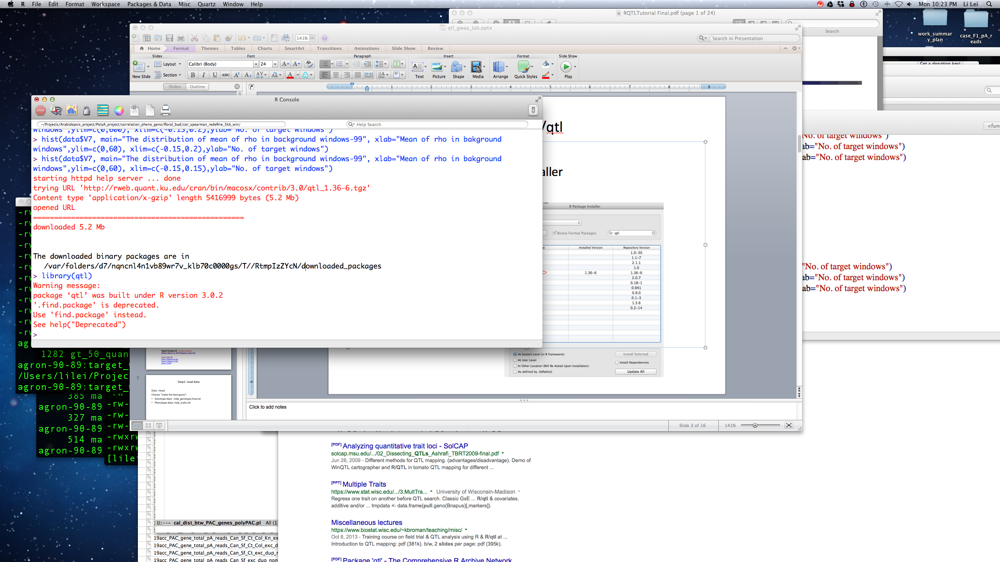 R File Edit Format Workspace Packages & Data Misc Quartz Window Help
Mon 10:23 PM Li Lei
RQTLTutorial Final.pdf (page 1 of 24)
Search
work_summar
y_plan
case_F1_pA_r
eads
Get a donation key!
qtl_gwas_lab.pptx
141%
Search in Presentation
Home Format Themes Tables Charts SmartArt Transitions Animations Slide Show Review
Slides Font Paragraph Insert Format Slide Show
Layout
Calibri (Body) 24
New Slide Section
B I U ABC
Text Picture Shape Media Arrange Quick Styles Play
Slides Outline
1 2 3 4 5 6 7 8 9
R Console
~/Projects/Arabidopsis_project/PolyA_project/correlation_pheno_geno/floral_bud/cor_spearman_redefine_5kb_win/
Help Search
windows",ylim=c(0,600), xlim=c(-0.15,0.2),ylab="No. of target windows")
> hist(data$V7, main="The distribution of mean of rho in background windows-99", xlab="Mean of rho in bakground
windows",ylim=c(0,60), xlim=c(-0.15,0.2),ylab="No. of target windows")
> hist(data$V7, main="The distribution of mean of rho in background windows-99", xlab="Mean of rho in bakground
windows",ylim=c(0,60), xlim=c(-0.15,0.15),ylab="No. of target windows")
starting httpd help server ... done
trying URL 'http://rweb.quant.ku.edu/cran/bin/macosx/contrib/3.0/qtl_1.36-6.tgz'
Content type 'application/x-gzip' length 5416999 bytes (5.2 Mb)
opened URL
==================================================
downloaded 5.2 Mb
The downloaded binary packages are in
/var/folders/d7/nqncnl4n1vb89wr7v_klb70c0000gs/T//RtmpIzZYcN/downloaded_packages
> library(qtl)
Warning message:
package ‘qtl’ was built under R version 3.0.2
'.find.package' is deprecated.
Use 'find.package' instead.
See help("Deprecated")
>
/qtl
aller
R Package Installer
Binary Format Packages
qtl
Installed Version Repository Version
1.0-30
1.1-7
2.1.1
1.0
1.36-6 1.36-6
2.0.7
0.18-1
0.941
0.9.0
0.1-3
1.3.6
0.2-14
At System Level (in R framework) Install Selected
At User Level Install Dependencies
In Other Location (Will Be Asked Upon Installation)
As defined by .libPaths() Update All
<func
No. of target windows")
ab="No. of target windows")
ab="No. of target windows")
"No. of target windows")
ab="No. of target windows")
ab="No. of target windows")
1282 gt_50_quan
agron-90-89:target_
/Users/lilei/Projec
agron-90-89:target_
385 ma
agron-90-89 -rw-
327 ma -rw-
agron-90-89 -rw-
514 ma -rwxrw
agron-90-89 -rwxrw
[lile
5
Step1: load data
Data ->load
Choose "make the best guess":
• Genotype data: mdp_genotype.hmp.txt
• Phenotype data: mdp_traits.txt
Click to add notes
Slide 3 of 16 141%
[PDF] Analyzing quantitative trait loci - SolCAP
solcap.msu.edu/.../02_Dissecting_QTLs_Ashrafi_TBRT2009-final.pdf
Jun 28, 2009 - Different methods for QTL mapping. (advantages/disadvantage). Demo of
WinQTL cartographer and R/QTL in tomato QTL mapping for different ...
[PPT] Multiple Traits
https://www.stat.wisc.edu/.../3.MultTra... University of Wisconsin-Madison
Regress one trait on another before QTL search. Classic GxE ... R/qtl & covariates.
additive and/or ... tmpdata <- data.frame(pull.geno(Bnapus)[,markers]).
Miscellaneous lectures
https://www.biostat.wisc.edu/~kbroman/teaching/misc/
Oct 8, 2013 - Training course on field trial & QTL analysis using R & R/qtl at ...
Introduction to QTL mapping: pdf (381k). b/w, 2 slides per page: pdf (395k).
[PDF] Package 'qtl' - The Comprehensive R Archive Network
U:--- cal_dist_btw_PAC_genes_polyPAC.pl All (1
19acc_PAC_gene_total_pA_reads_Can_Sf_Ct_Col_Kn_ex
19acc_PAC_gene_total_pA_reads_Can_Sf_Ct_Col_exc_d
19acc_PAC_gene_total_pA_reads_Can_Sf_Ct_exc_dup_r
19acc_PAC_gene_total_pA_reads_Can_Sf_exc_dup_non